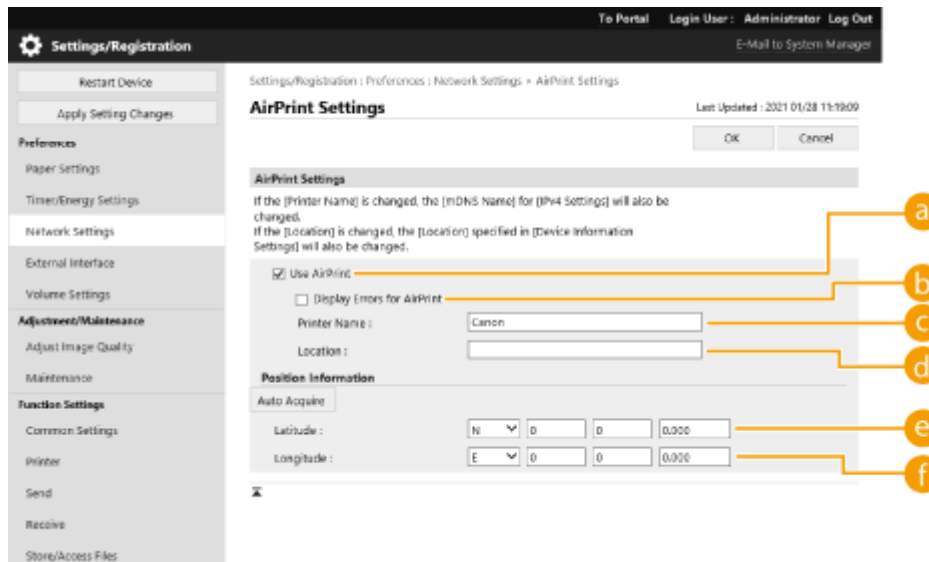 To Portal Login User : Administrator Log Out
Settings/Registration
E-Mail to System Manager
Restart Device
Apply Setting Changes
Preferences
Paper Settings
Timer/Energy Settings
Network Settings
External Interface
Volume Settings
Adjustment/Maintenance
Adjust Image Quality
Maintenance
Function Settings
Common Settings
Printer
Send
Receive
Store/Access Files
Settings/Registration : Preferences : Network Settings > AirPrint Settings
AirPrint Settings
Last Updated : 2021 01/28 11:19:09
OK Cancel
AirPrint Settings
If the [Printer Name] is changed, the [mDNS Name] for [IPv4 Settings] will also be
changed.
If the [Location] is changed, the [Location] specified in [Device Information
Settings] will also be changed.
Use AirPrint
Display Errors for AirPrint
Printer Name : Canon
Location :
Position Information
Auto Acquire
Latitude : N 0 0 0.000
Longitude : E 0 0 0.000
a
b
c
d
e
f